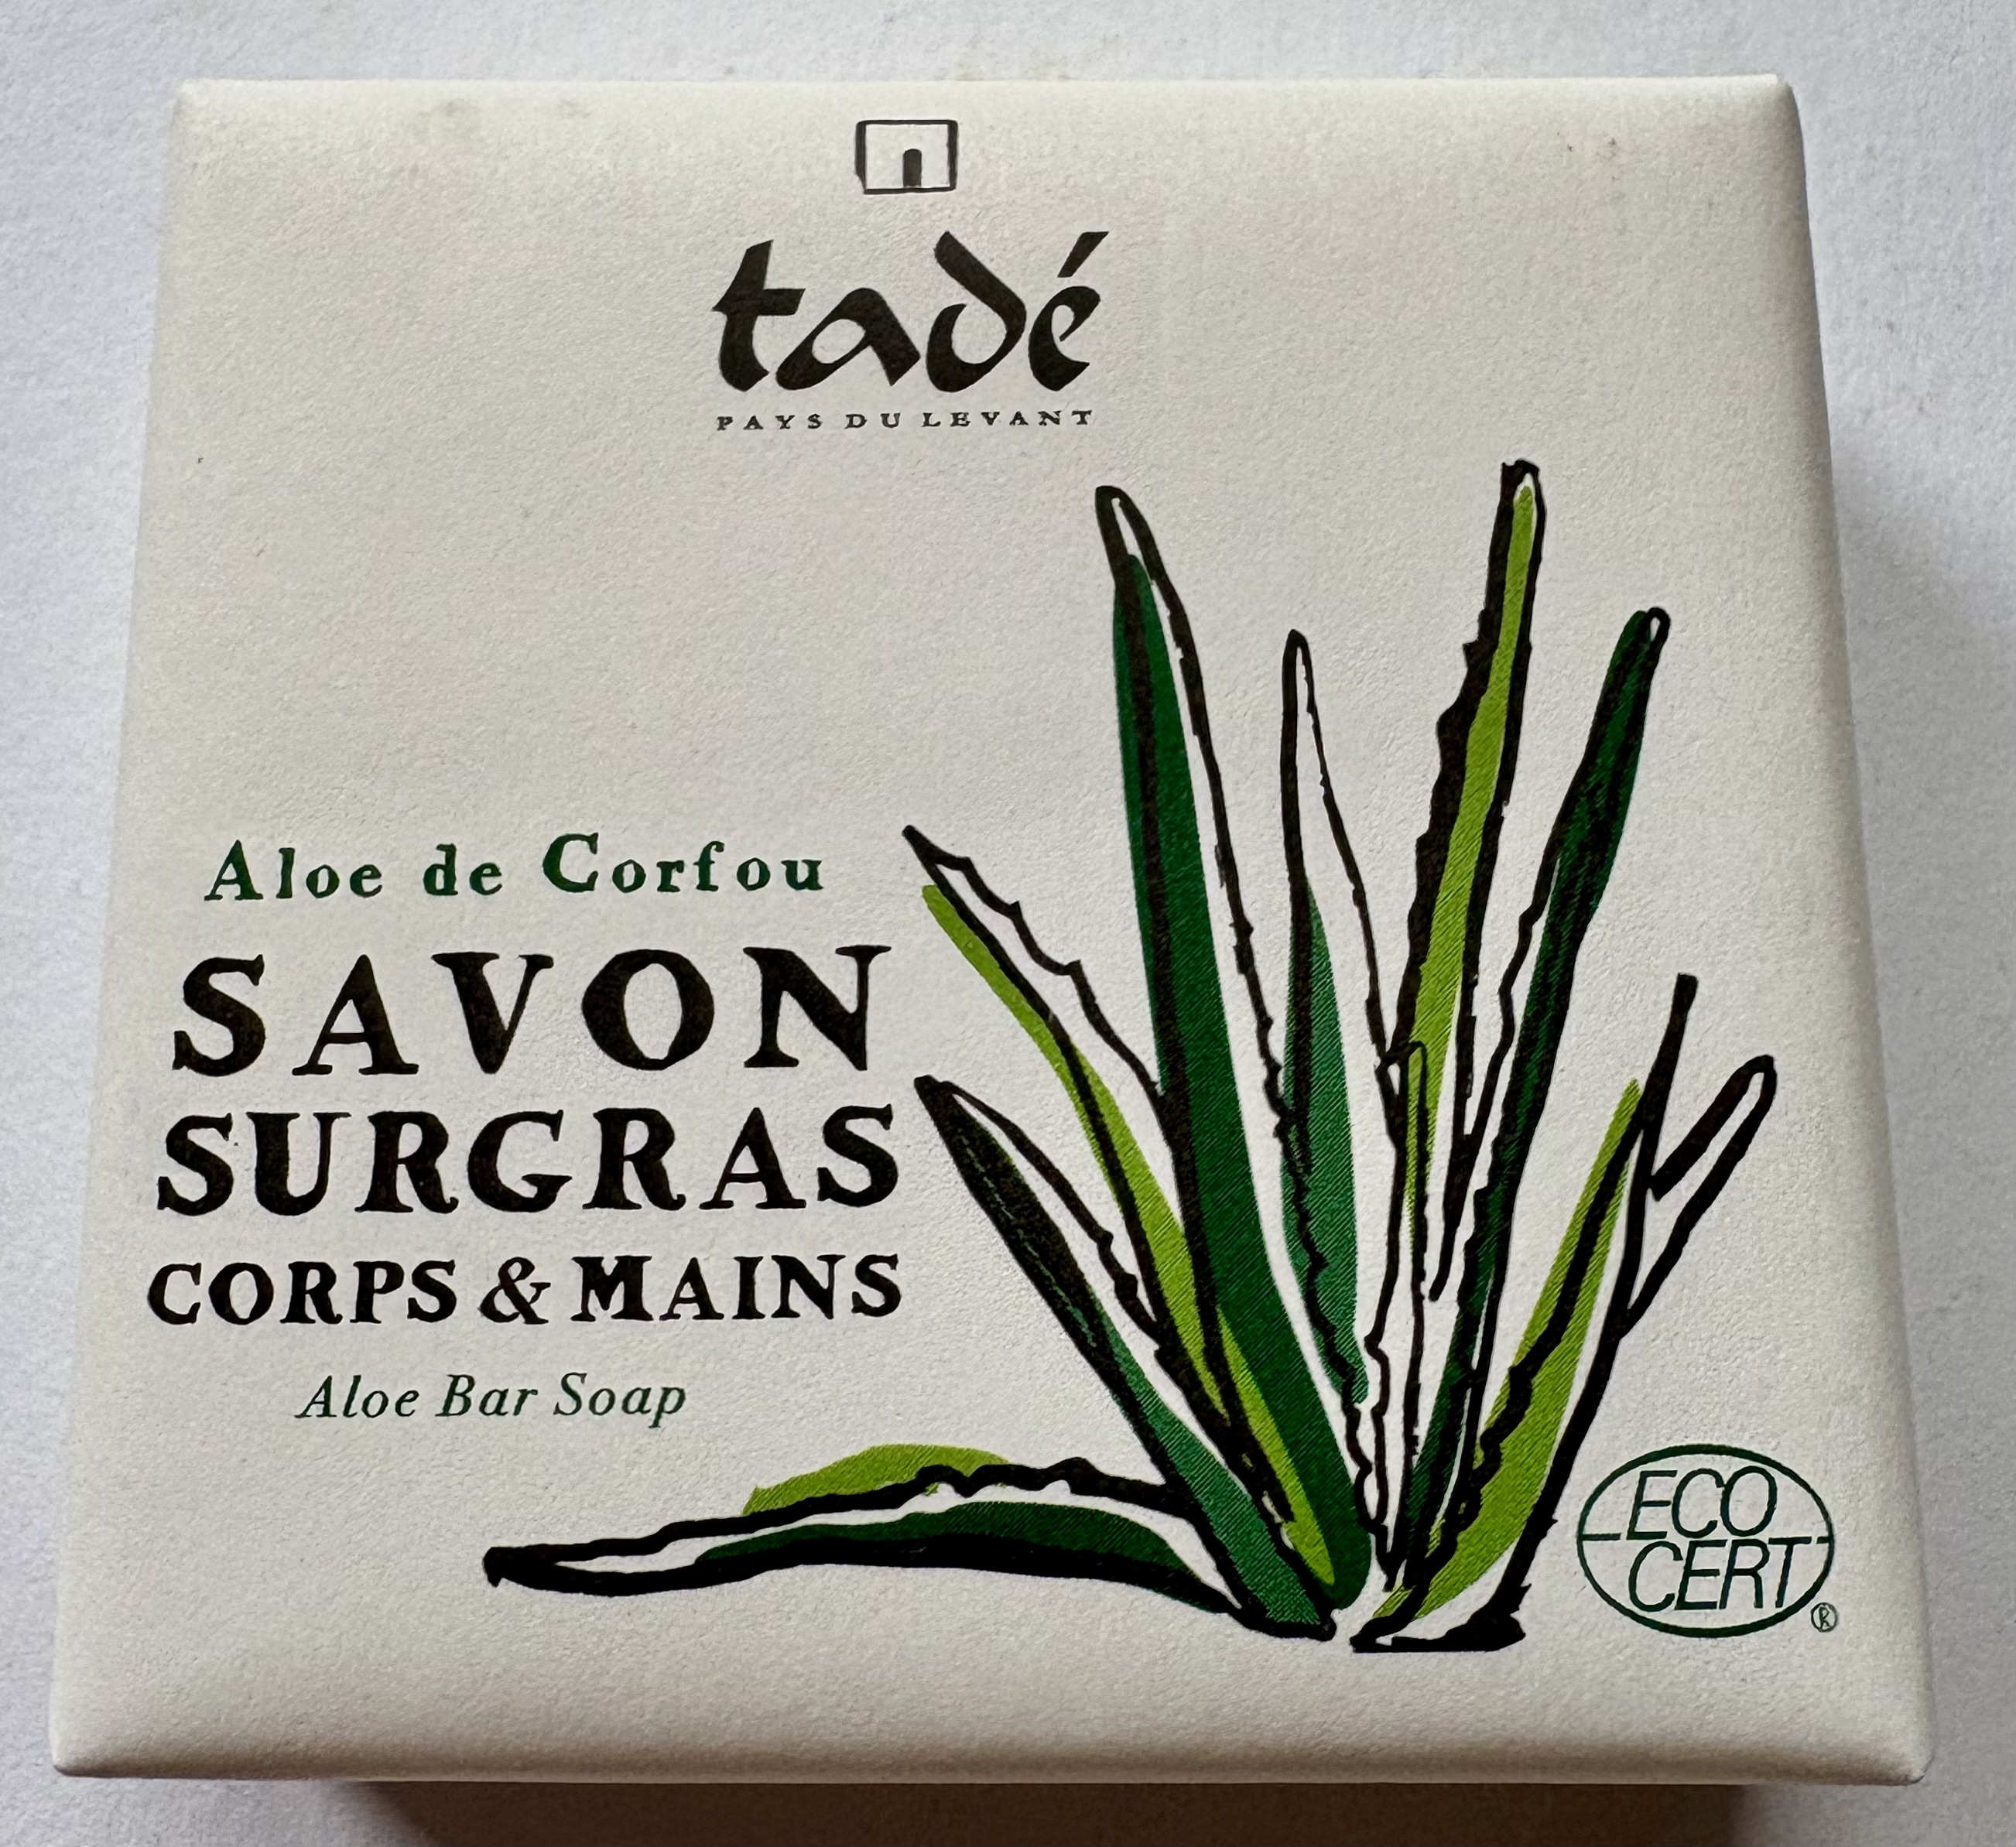 tadé
PAYS DU LEVANT
Aloe de Corfou
SAVON
SURGRAS
CORPS & MAINS
Aloe Bar Soap
ECO
CERT
®